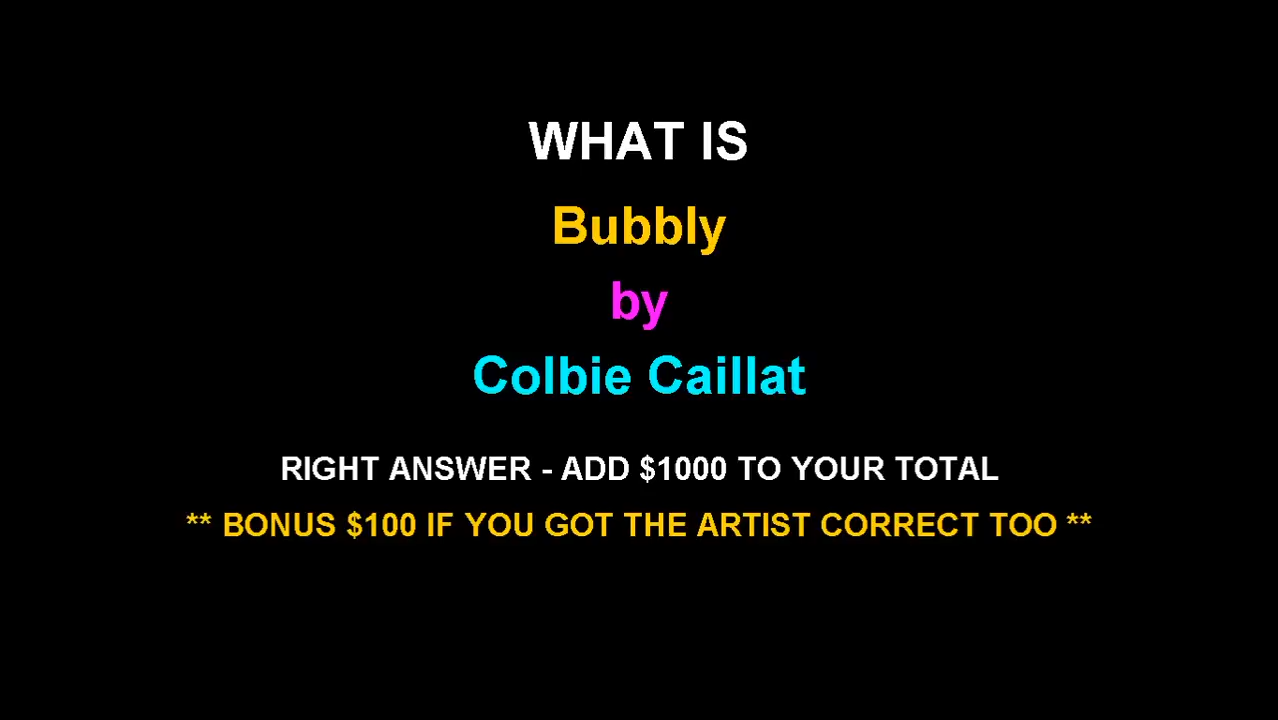 WHAT IS
Bubbly
by
Colbie Caillat
RIGHT ANSWER - ADD $1000 TO YOUR TOTAL
** BONUS $100 IF YOU GOT THE ARTIST CORRECT TOO **